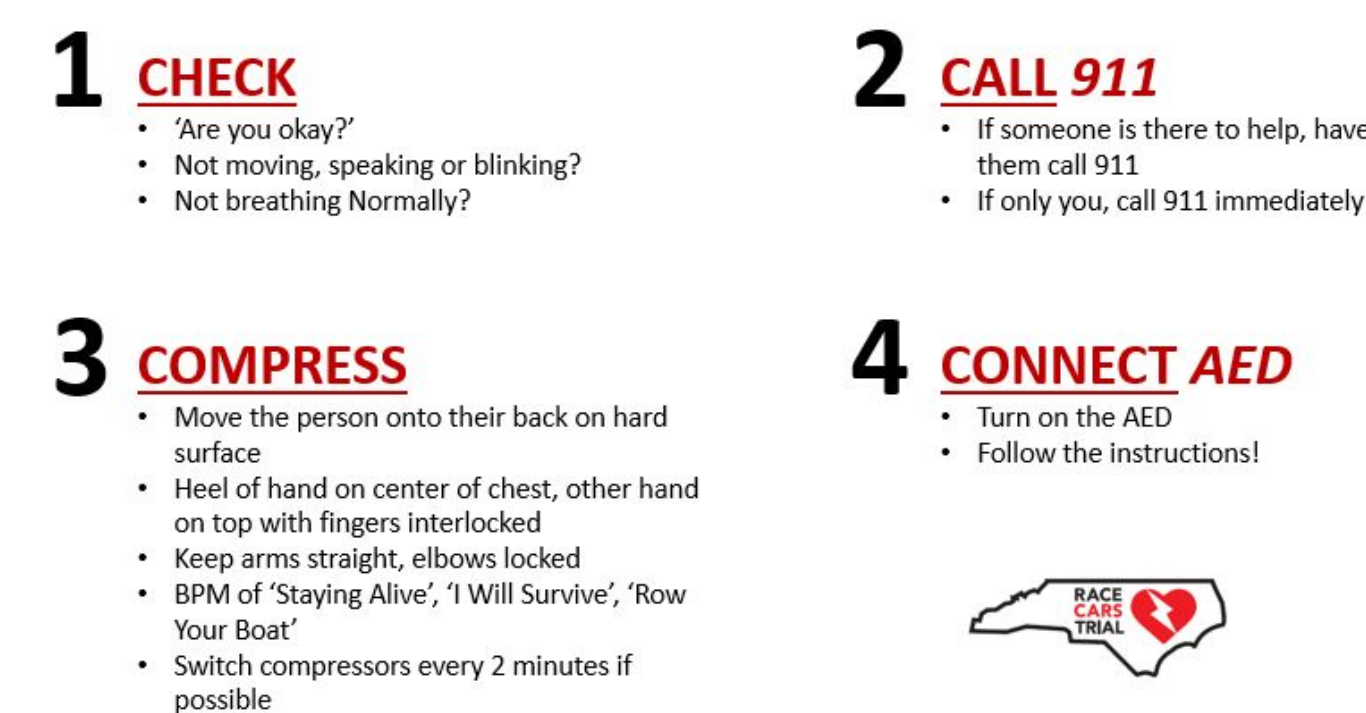 1 CHECK
• ‘Are you okay?’
• Not moving, speaking or blinking?
• Not breathing Normally?
2 CALL 911
• If someone is there to help, have
them call 911
• If only you, call 911 immediately
3 COMPRESS
• Move the person onto their back on hard
surface
• Heel of hand on center of chest, other hand
on top with fingers interlocked
• Keep arms straight, elbows locked
• BPM of ‘Staying Alive’, ‘I Will Survive’, ‘Row
Your Boat’
• Switch compressors every 2 minutes if
possible
4 CONNECT AED
• Turn on the AED
• Follow the instructions!
RACE
CARS
TRIAL